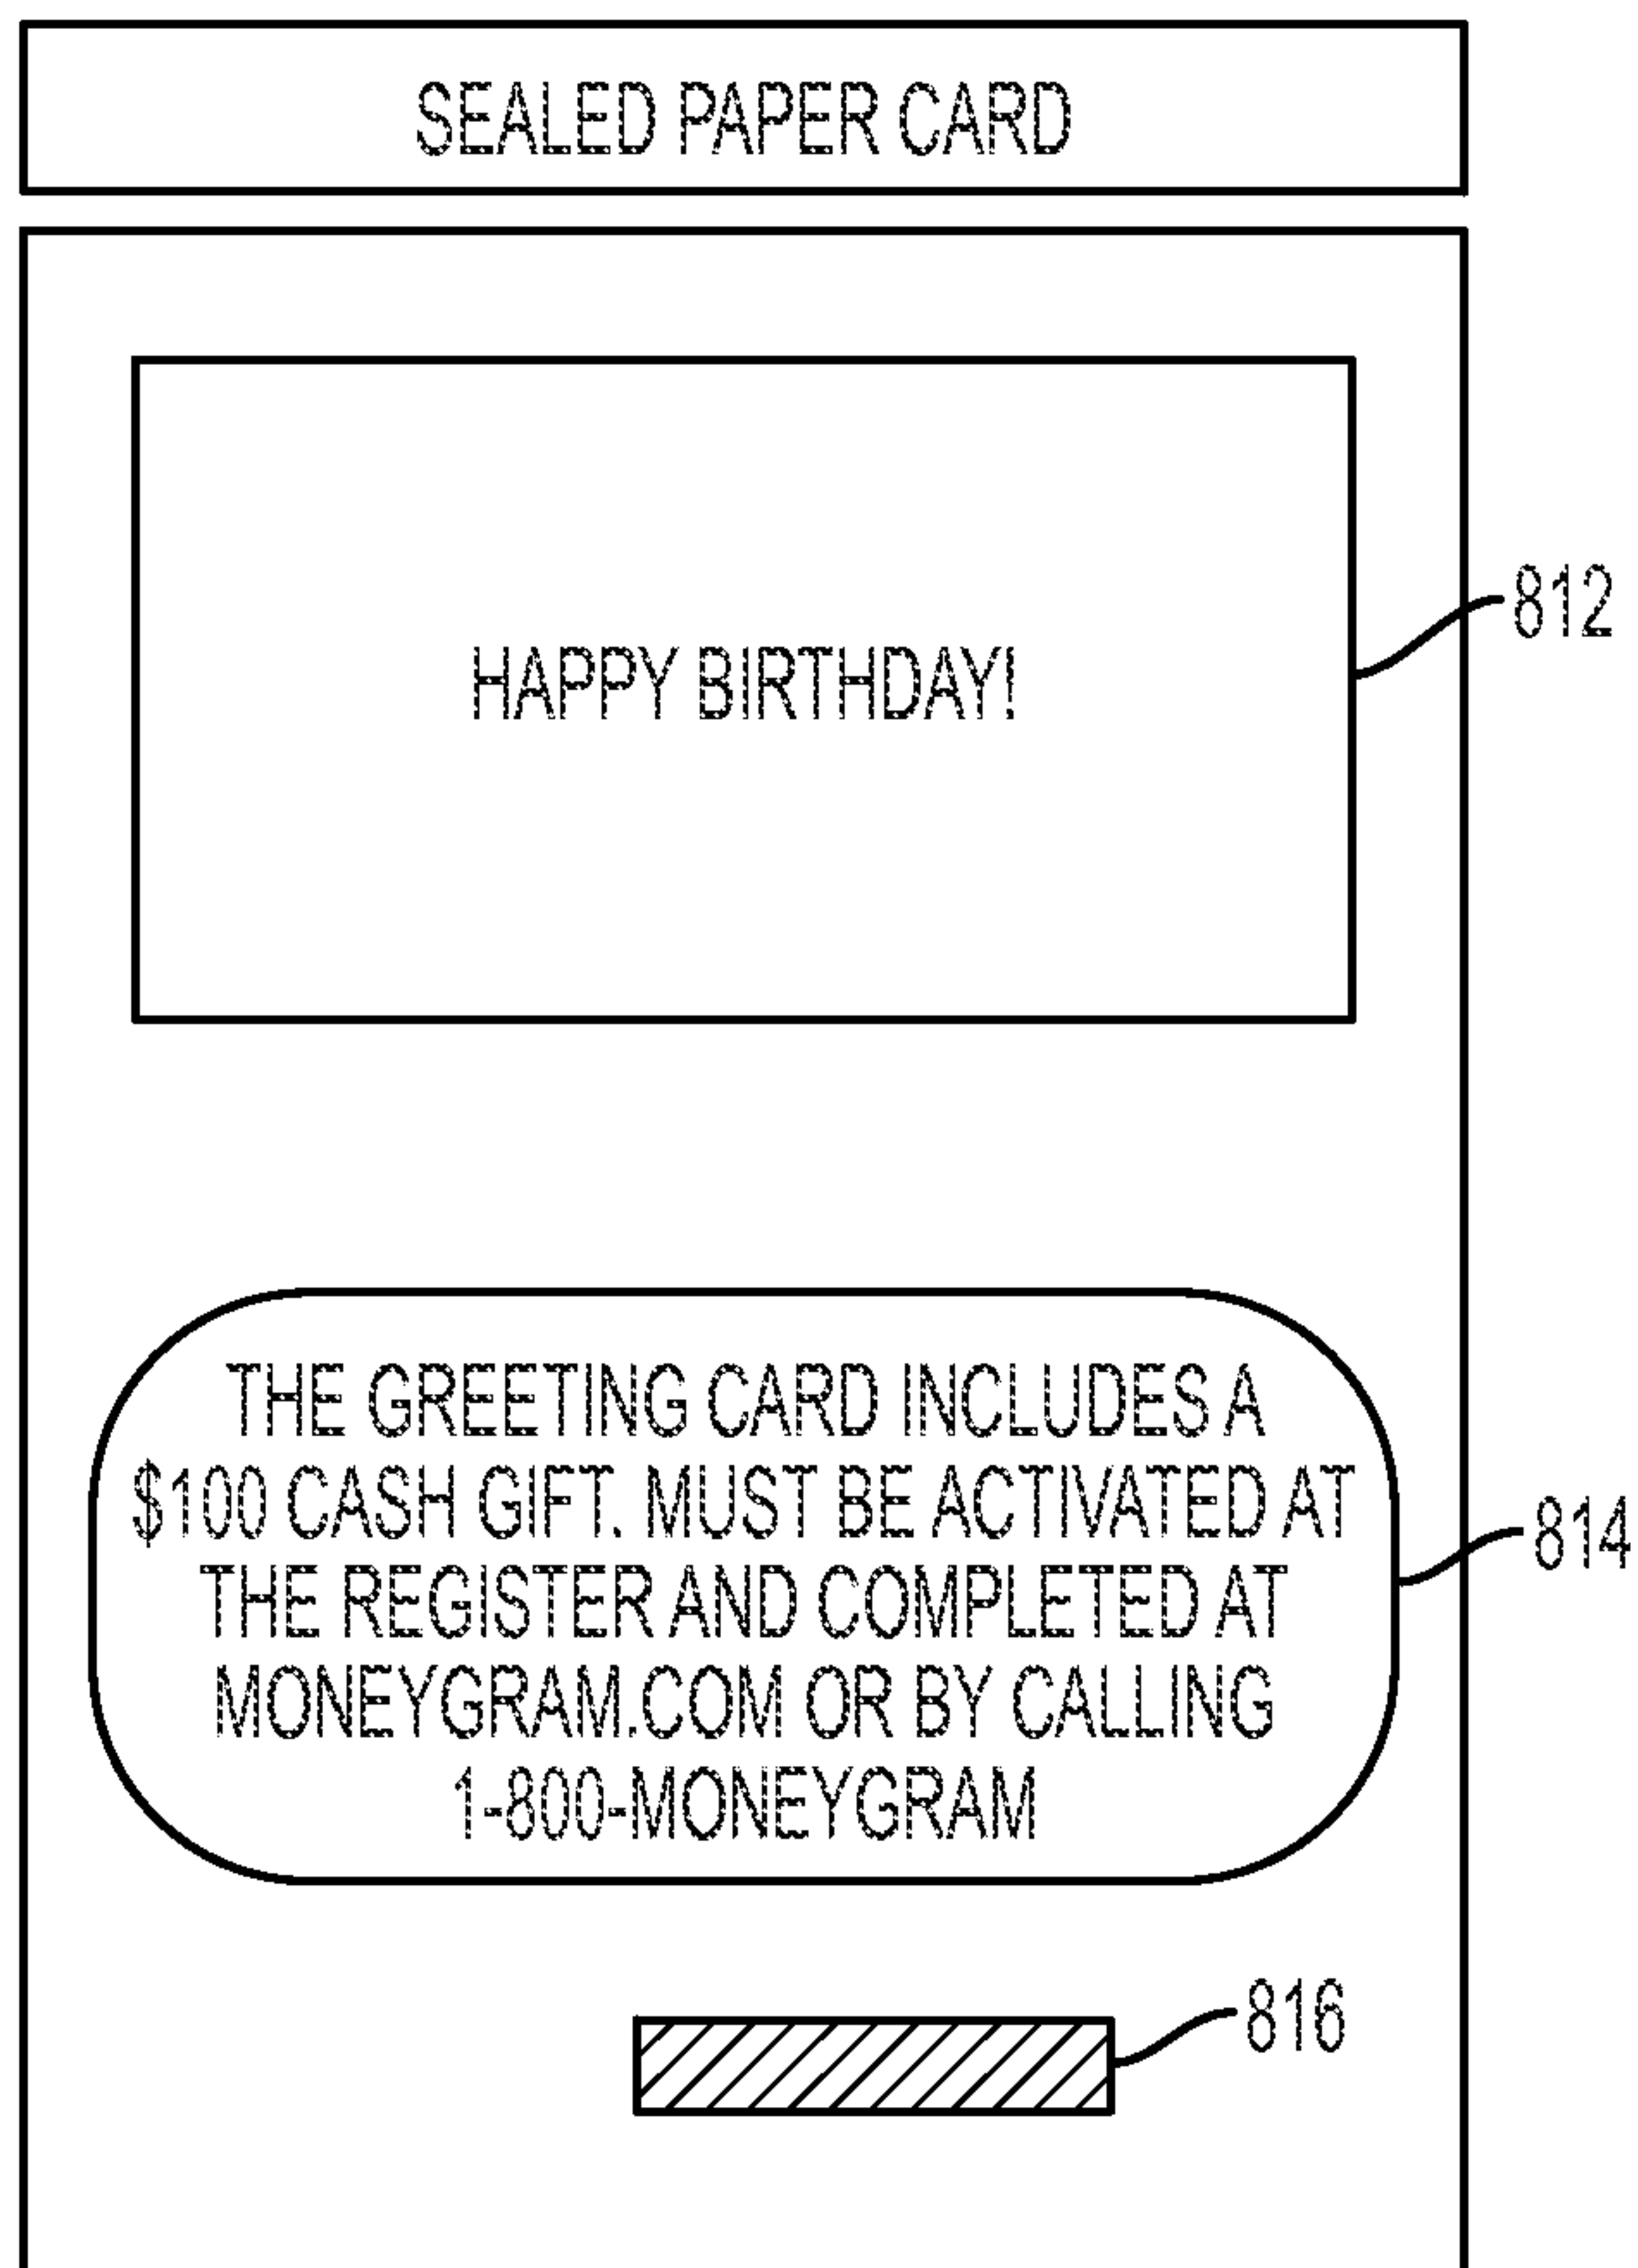 SEALED PAPER CARD
HAPPY BIRTHDAY!
812
THE GREETING CARD INCLUDES A
$100 CASH GIFT. MUST BE ACTIVATED AT
THE REGISTER AND COMPLETED AT
MONEYGRAM.COM OR BY CALLING
1-800-MONEYGRAM
814
816